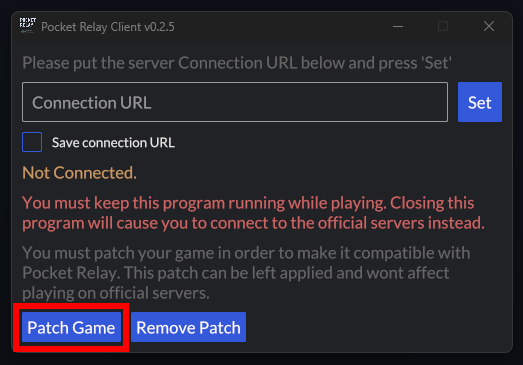 POCKET RELAY
Pocket Relay Client v0.2.5
Please put the server Connection URL below and press 'Set'
Connection URL
Set
Save connection URL
Not Connected.
You must keep this program running while playing. Closing this
program will cause you to connect to the official servers instead.
You must patch your game in order to make it compatible with
Pocket Relay. This patch can be left applied and wont affect
playing on official servers.
Patch Game
Remove Patch